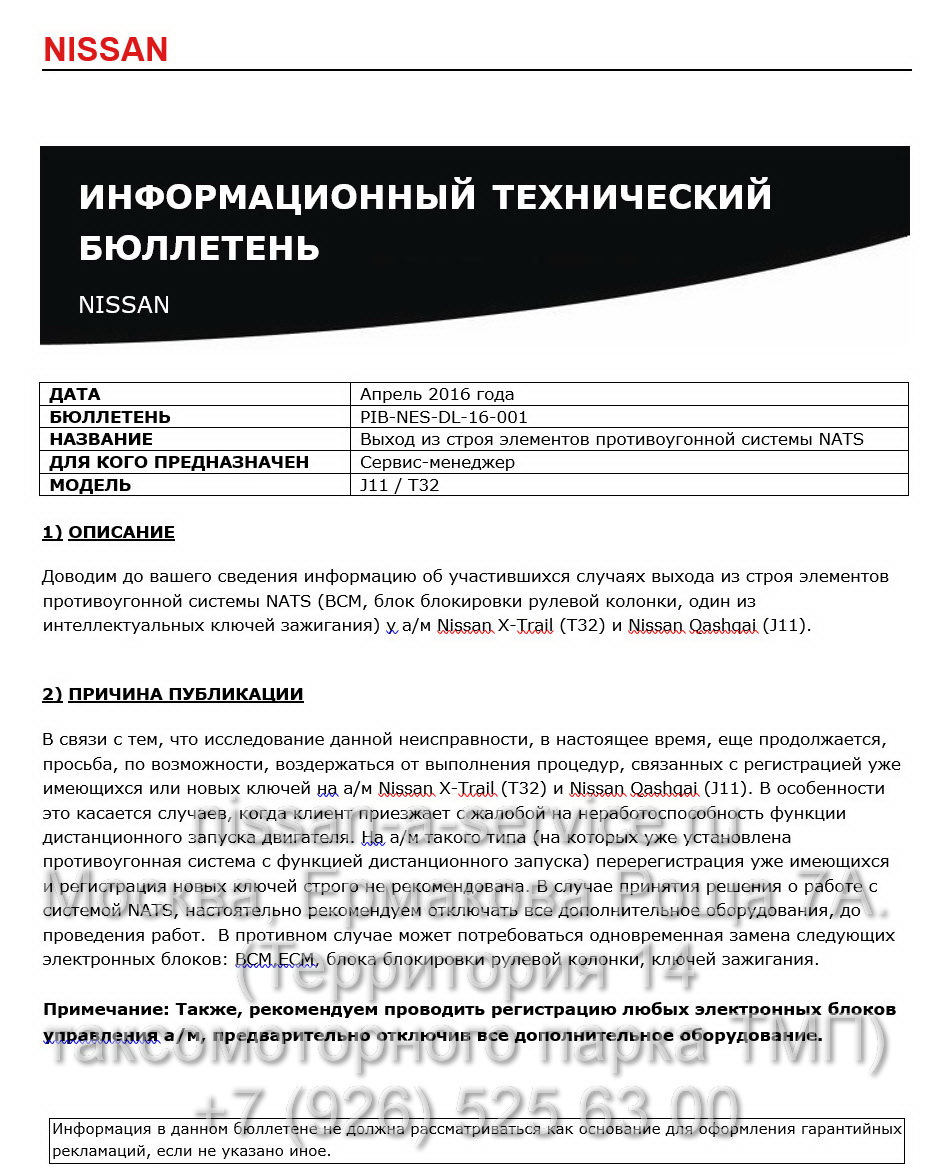 NISSAN
ИНФОРМАЦИОННЫЙ ТЕХНИЧЕСКИЙ
БЮЛЛЕТЕНЬ
NISSAN
ДАТА Апрель 2016 года
БЮЛЛЕТЕНЬ PIB-NES-DL-16-001
НАЗВАНИЕ Выход из строя элементов противоугонной системы NATS
ДЛЯ КОГО ПРЕДНАЗНАЧЕН Сервис-менеджер
МОДЕЛЬ J11 / T32
1) ОПИСАНИЕ
Доводим до вашего сведения информацию об участившихся случаях выхода из строя элементов
противоугонной системы NATS (BCM, блок блокировки рулевой колонки, один из
интеллектуальных ключей зажигания) у а/м Nissan X-Trail (T32) и Nissan Qashqai (J11).
2) ПРИЧИНА ПУБЛИКАЦИИ
В связи с тем, что исследование данной неисправности, в настоящее время, еще продолжается,
просьба, по возможности, воздержаться от выполнения процедур, связанных с регистрацией уже
имеющихся или новых ключей на а/м Nissan X-Trail (T32) и Nissan Qashqai (J11). В особенности
это касается случаев, когда клиент приезжает с жалобой на неработоспособность функции
дистанционного запуска двигателя. На а/м такого типа (на которых уже установлена
противоугонная система с функцией дистанционного запуска) перерегистрация уже имеющихся
и регистрация новых ключей строго не рекомендована. В случае принятия решения о работе с
системой NATS, настоятельно рекомендуем отключать все дополнительное оборудования, до
проведения работ. В противном случае может потребоваться одновременная замена следующих
электронных блоков: BCM ECM, блока блокировки рулевой колонки, ключей зажигания.
Примечание: Также, рекомендуем проводить регистрацию любых электронных блоков
управления а/м, предварительно отключив все дополнительное оборудование.
Информация в данном бюллетене не должна рассматриваться как основание для оформления гарантийных
рекламаций, если не указано иное.
nissan-a-service.ru
Москва, Ермакова Роща 7А.
(Территория 14
таксомоторного парка ТМП)
+7 (926) 525 63 00